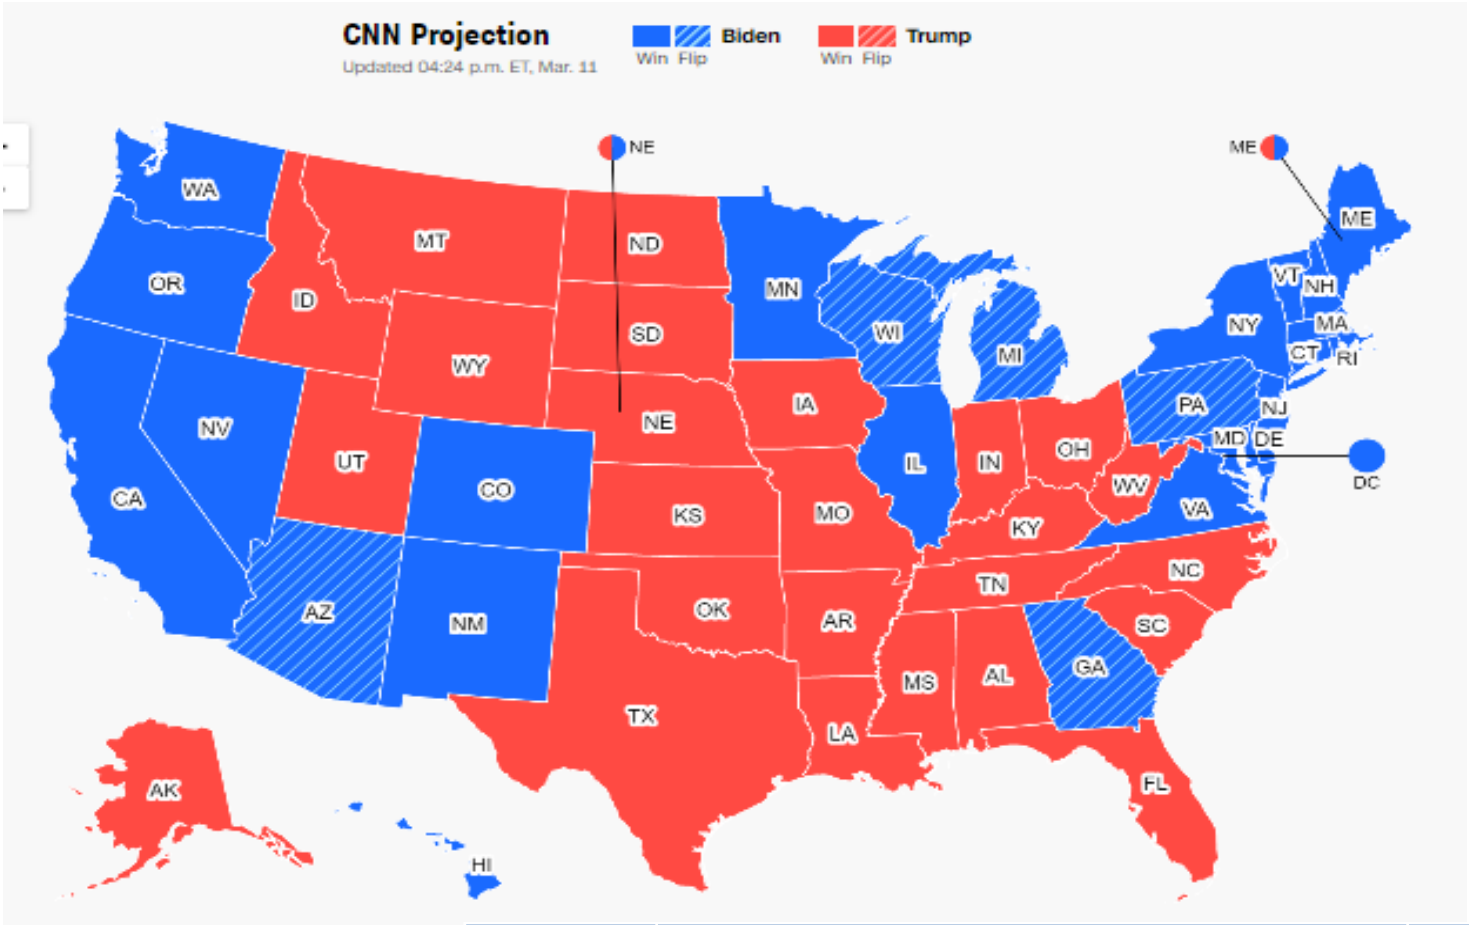 CNN Projection
Updated 04:24 p.m. ET, Mar. 11
Win Flip Biden
Win Flip Trump
NE
ME
WA
MT
ND
ME
OR
ID
MN
VT
NH
SD
WI
NY
MA
WY
MI
CT
RI
NE
IA
PA
NJ
NV
UT
CO
IL
IN
OH
MD
DE
DC
CA
KS
MO
WV
VA
KY
AZ
NM
OK
AR
TN
NC
SC
TX
LA
MS
AL
GA
FL
AK
HI